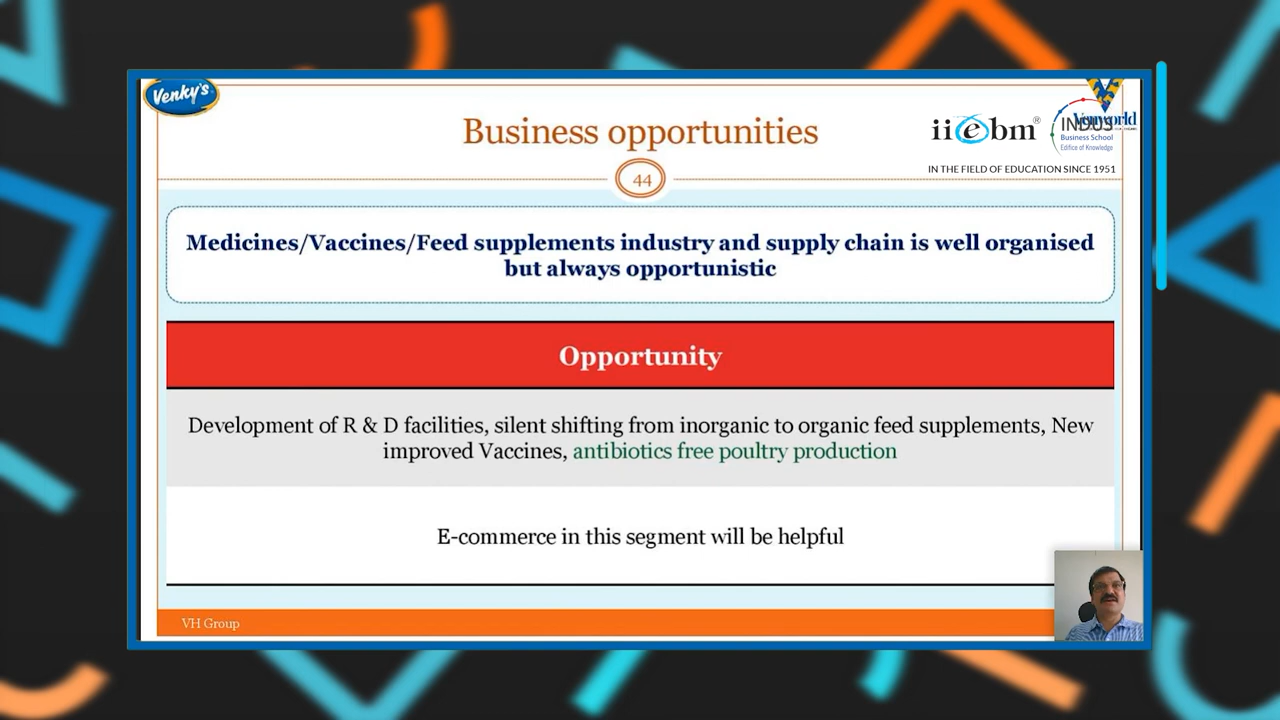 Venky's
Business opportunities
iiebm®
INDUS
Business School
Edifice of Knowledge
IN THE FIELD OF EDUCATION SINCE 1951
44
Medicines/Vaccines/Feed supplements industry and supply chain is well organised
but always opportunistic
Opportunity
Development of R & D facilities, silent shifting from inorganic to organic feed supplements, New
improved Vaccines, antibiotics free poultry production
E-commerce in this segment will be helpful
VH Group